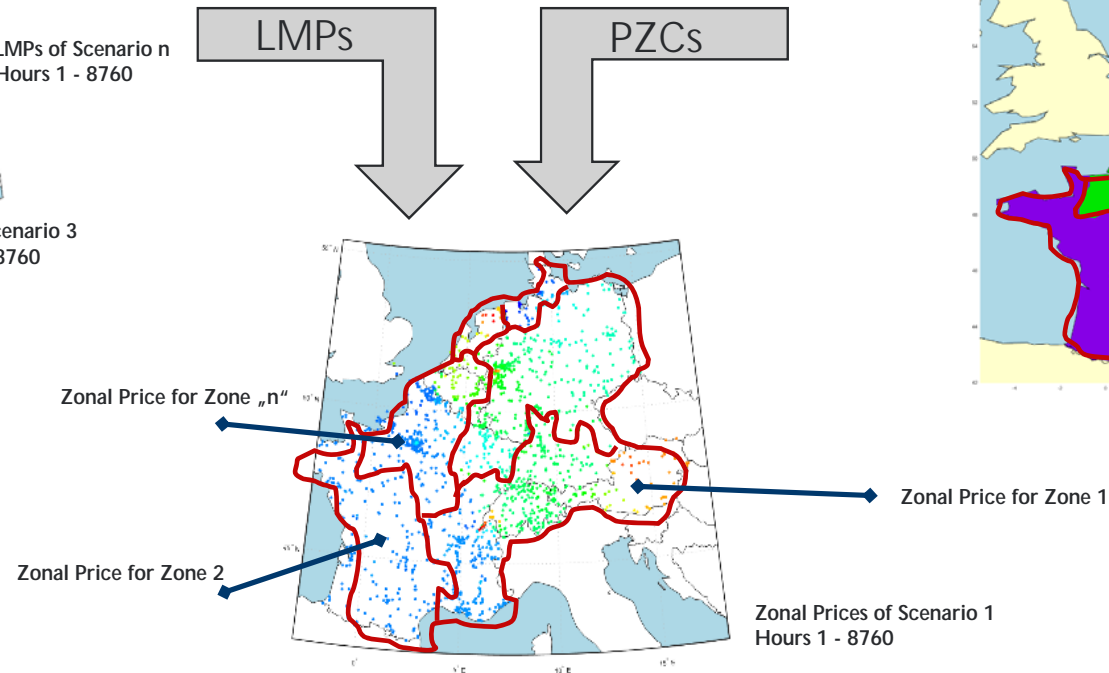 LMPs
PZCs
LMPs of Scenario n
Hours 1 - 8760
3
8760
Zonal Price for Zone „n“
Zonal Price for Zone 1
Zonal Price for Zone 2
Zonal Prices of Scenario 1
Hours 1 - 8760